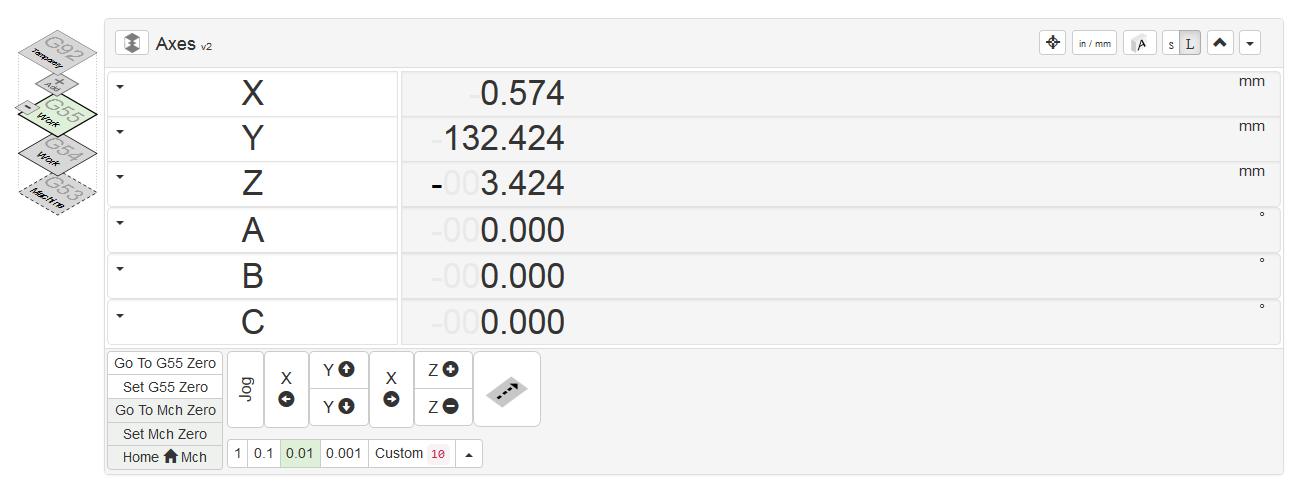 G92
Temporary
+
Add
G55
Work
G54
Work
G53
Machine
Axes v2
in / mm
A
s L
X -0.574 mm
Y -132.424 mm
Z -003.424 mm
A -000.000 °
B -000.000 °
C -000.000 °
Go To G55 Zero
Set G55 Zero
Go To Mch Zero
Set Mch Zero
Home Mch
Jog
X
Y
Y
X
Z
Z
1 0.1 0.01 0.001 Custom 10